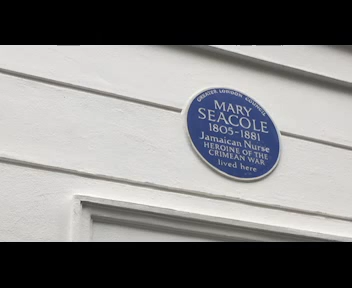 GREATER LONDON COUNCIL
MARY
SEACOLE
1805-1881
Jamaican Nurse
HEROINE OF THE
CRIMEAN WAR
lived here